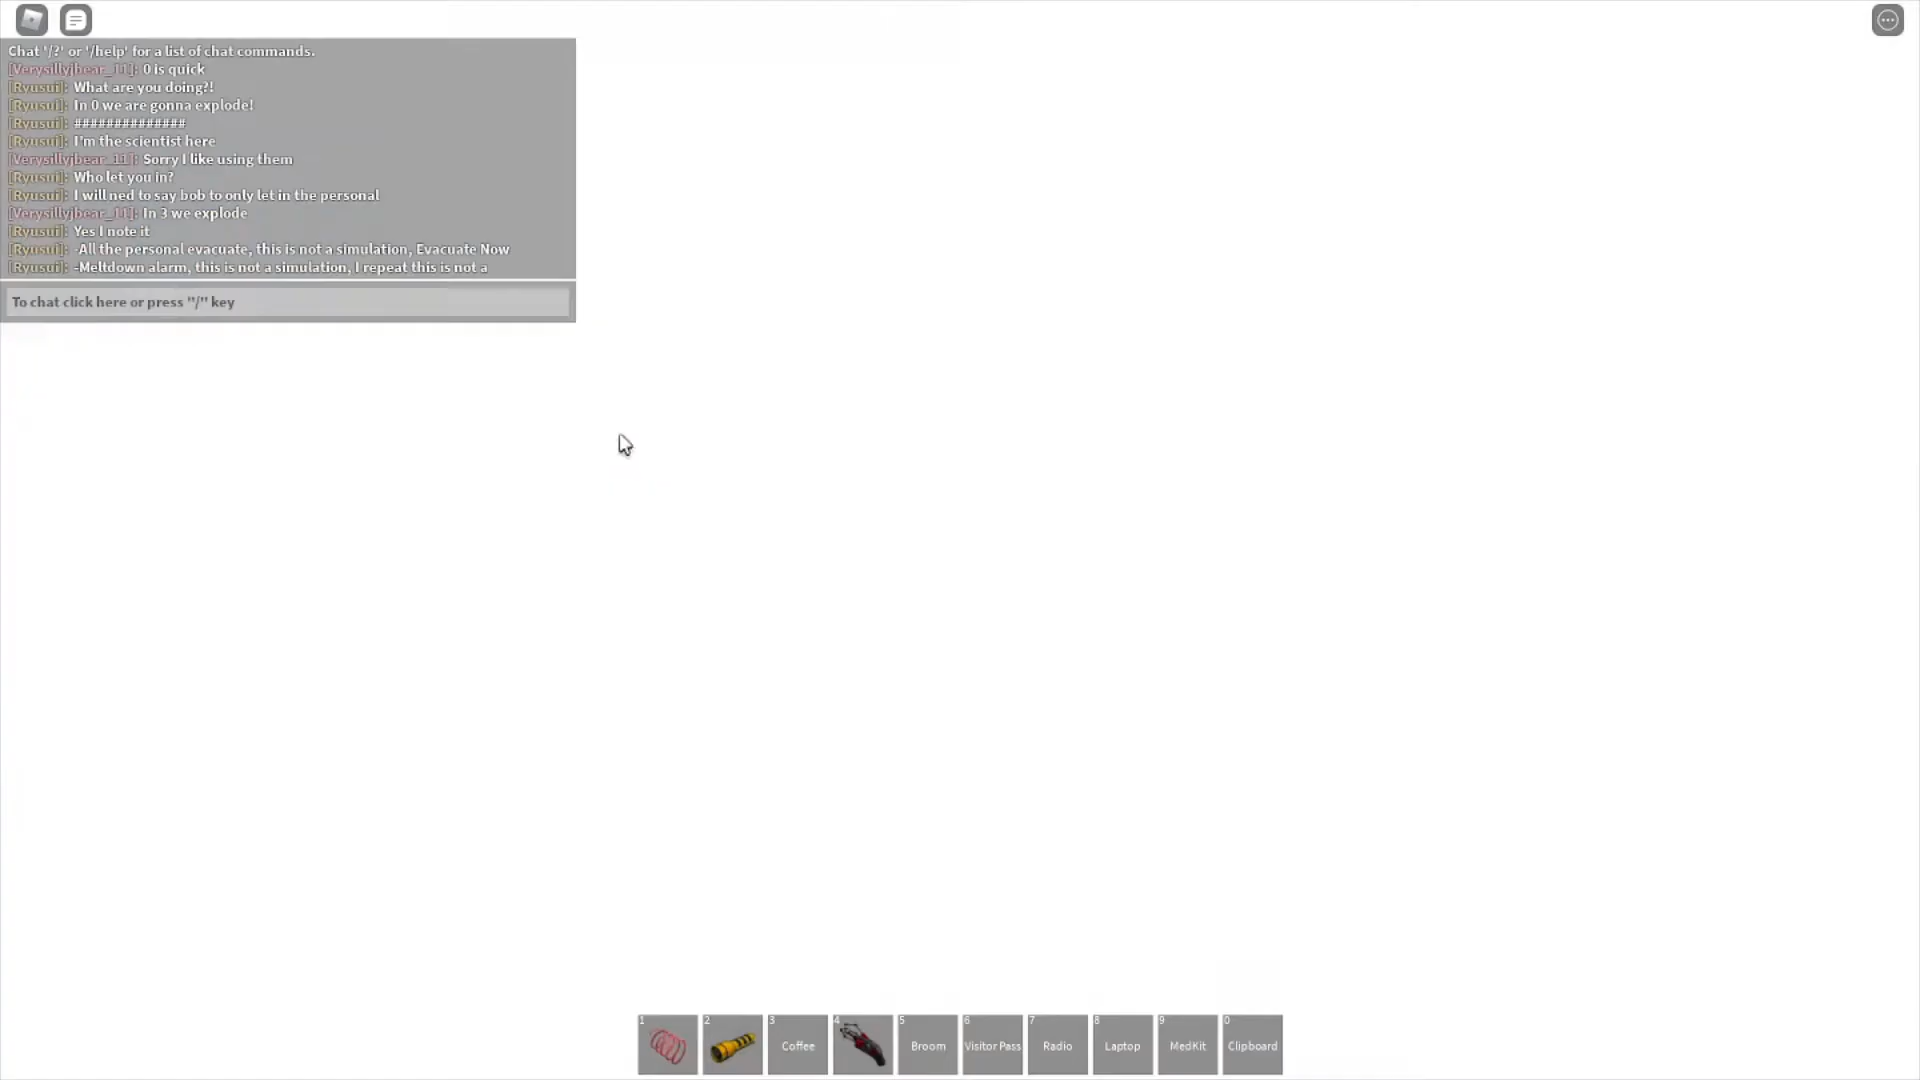 Chat '/?' or '/help' for a list of chat commands.
[Verysillyjbear_11]: 0 is quick
[Ryusui]: What are you doing?!
[Ryusui]: In 0 we are gonna explode!
[Ryusui]: ##############
[Ryusui]: I'm the scientist here
[Verysillyjbear_11]: Sorry I like using them
[Ryusui]: Who let you in?
[Ryusui]: I will ned to say bob to only let in the personal
[Verysillyjbear_11]: In 3 we explode
[Ryusui]: Yes I note it
[Ryusui]: -All the personal evacuate, this is not a simulation, Evacuate Now
[Ryusui]: -Meltdown alarm, this is not a simulation, I repeat this is not a
To chat click here or press "/" key
1 2 3 4 5 6 7 8 9 0
Coffee Broom Visitor Pass Radio Laptop MedKit Clipboard